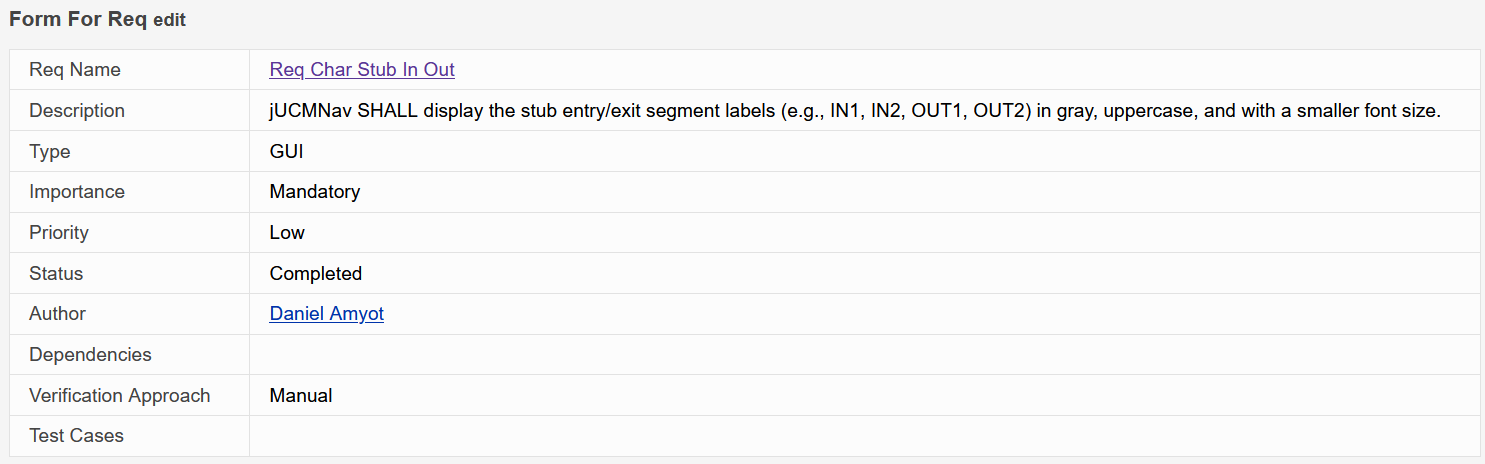 Form For Req edit
Req Name Req Char Stub In Out
Description jUCMNav SHALL display the stub entry/exit segment labels (e.g., IN1, IN2, OUT1, OUT2) in gray, uppercase, and with a smaller font size.
Type GUI
Importance Mandatory
Priority Low
Status Completed
Author Daniel Amyot
Dependencies
Verification Approach Manual
Test Cases